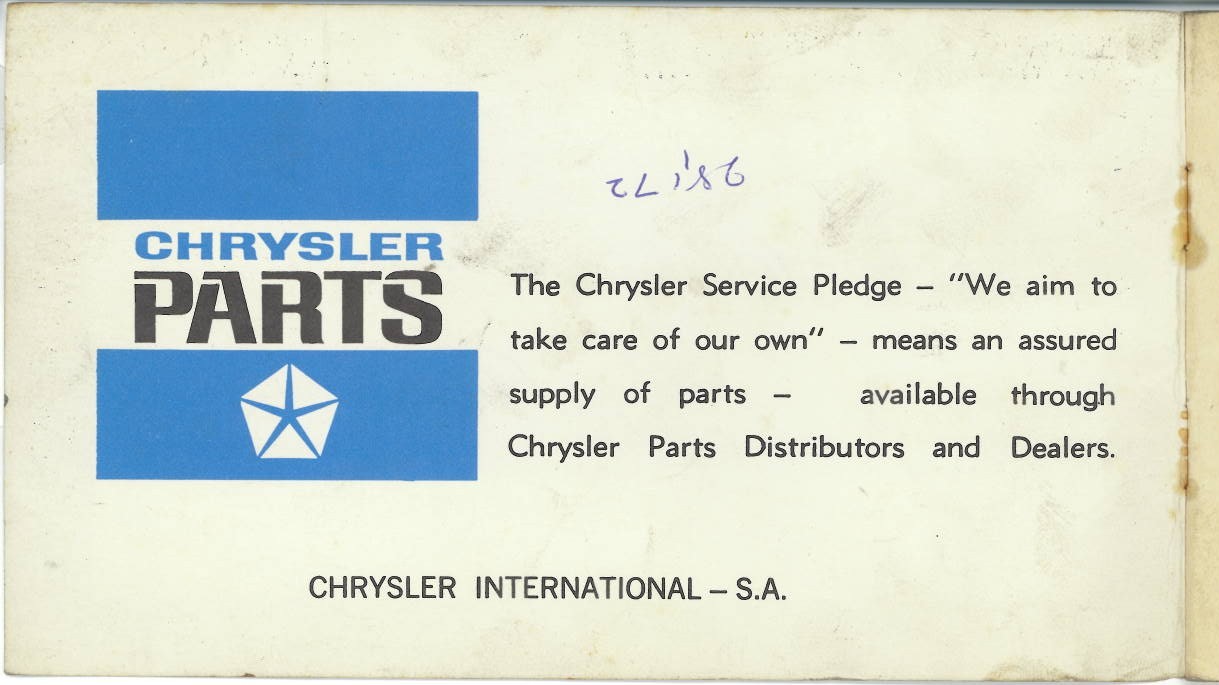 CHRYSLER
PARTS
The Chrysler Service Pledge – "We aim to
take care of our own" – means an assured
supply of parts – available through
Chrysler Parts Distributors and Dealers.
CHRYSLER INTERNATIONAL – S.A.